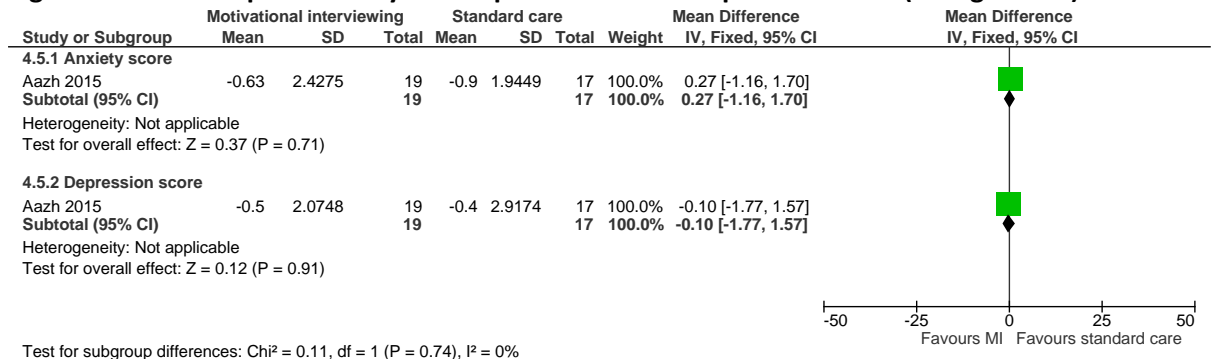 Motivational interviewing Standard care Mean Difference Mean Difference
Study or Subgroup Mean SD Total Mean SD Total Weight IV, Fixed, 95% CI IV, Fixed, 95% CI
4.5.1 Anxiety score
Aazh 2015 -0.63 2.4275 19 -0.9 1.9449 17 100.0% 0.27 [-1.16, 1.70]
Subtotal (95% CI) 19 17 100.0% 0.27 [-1.16, 1.70]
Heterogeneity: Not applicable
Test for overall effect: Z = 0.37 (P = 0.71)
4.5.2 Depression score
Aazh 2015 -0.5 2.0748 19 -0.4 2.9174 17 100.0% -0.10 [-1.77, 1.57]
Subtotal (95% CI) 19 17 100.0% -0.10 [-1.77, 1.57]
Heterogeneity: Not applicable
Test for overall effect: Z = 0.12 (P = 0.91)
-50 -25 0 25 50
Favours MI Favours standard care
Test for subgroup differences: Chi² = 0.11, df = 1 (P = 0.74), I² = 0%